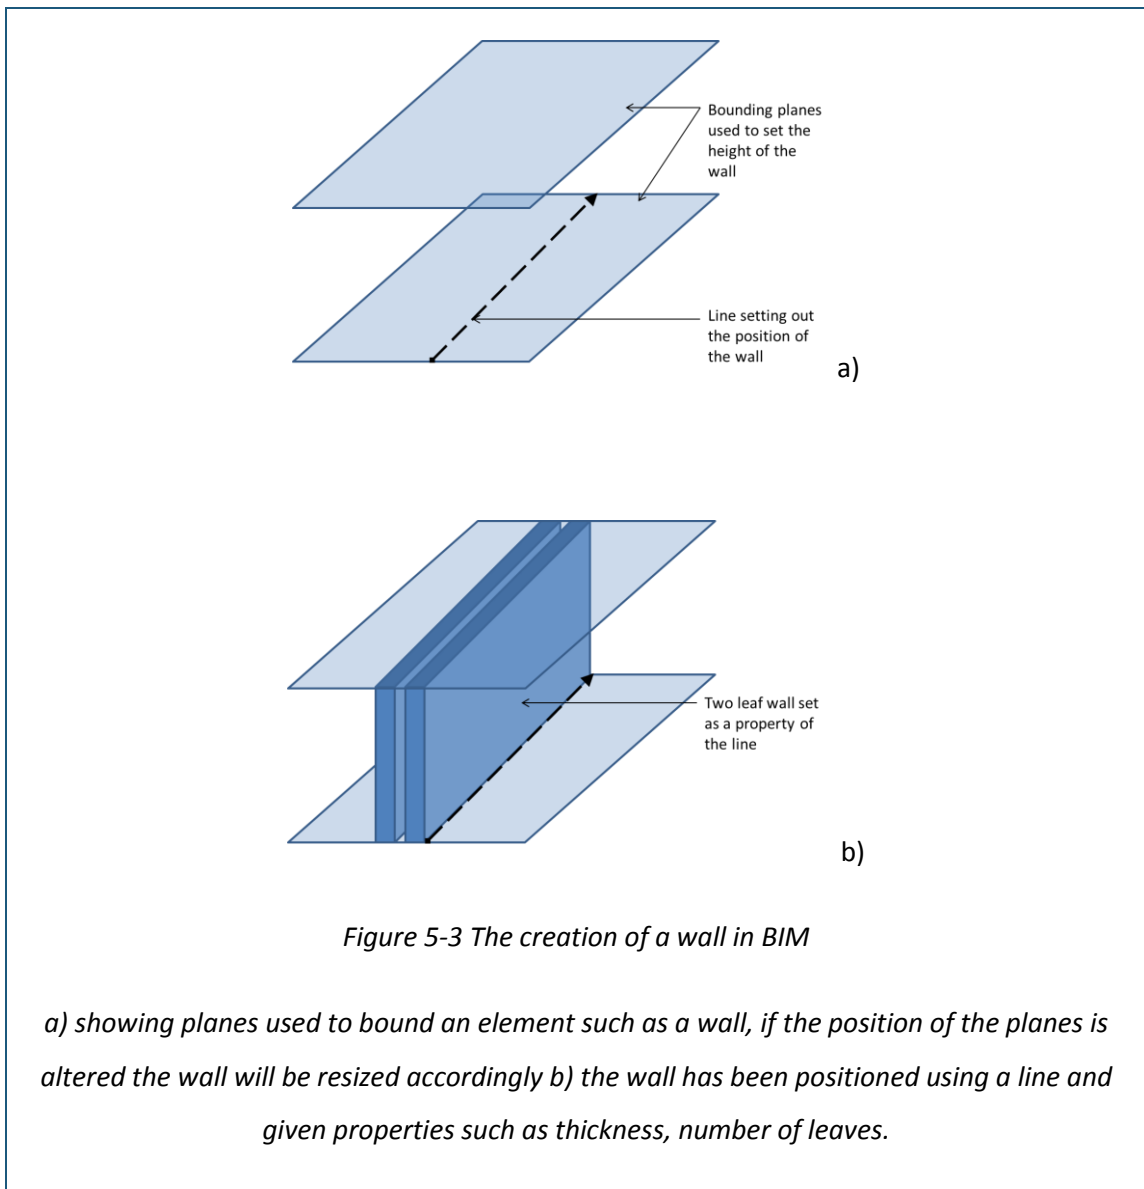 Bounding planes
used to set the
height of the
wall
Line setting out
the position of
the wall
a)
Two leaf wall set
as a property of
the line
b)
Figure 5-3 The creation of a wall in BIM
a) showing planes used to bound an element such as a wall, if the position of the planes is
altered the wall will be resized accordingly b) the wall has been positioned using a line and
given properties such as thickness, number of leaves.